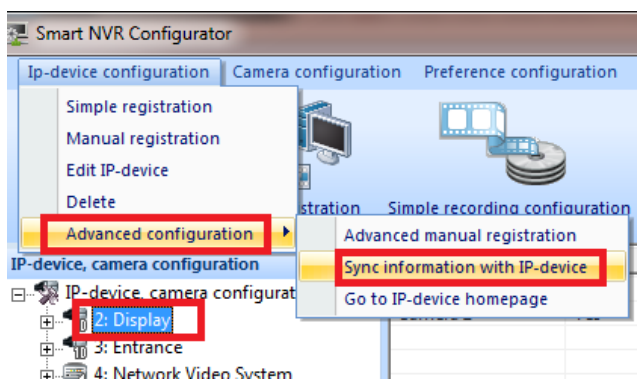 Smart NVR Configurator
Ip-device configuration Camera configuration Preference configuration
Simple registration
Manual registration
Edit IP-device
Delete
stration Simple recording configuration
Advanced configuration
Advanced manual registration
IP-device, camera configuration
Sync information with IP-device
IP-device, camera configurat
Go to IP-device homepage
2: Display
3: Entrance
4: Network Video System